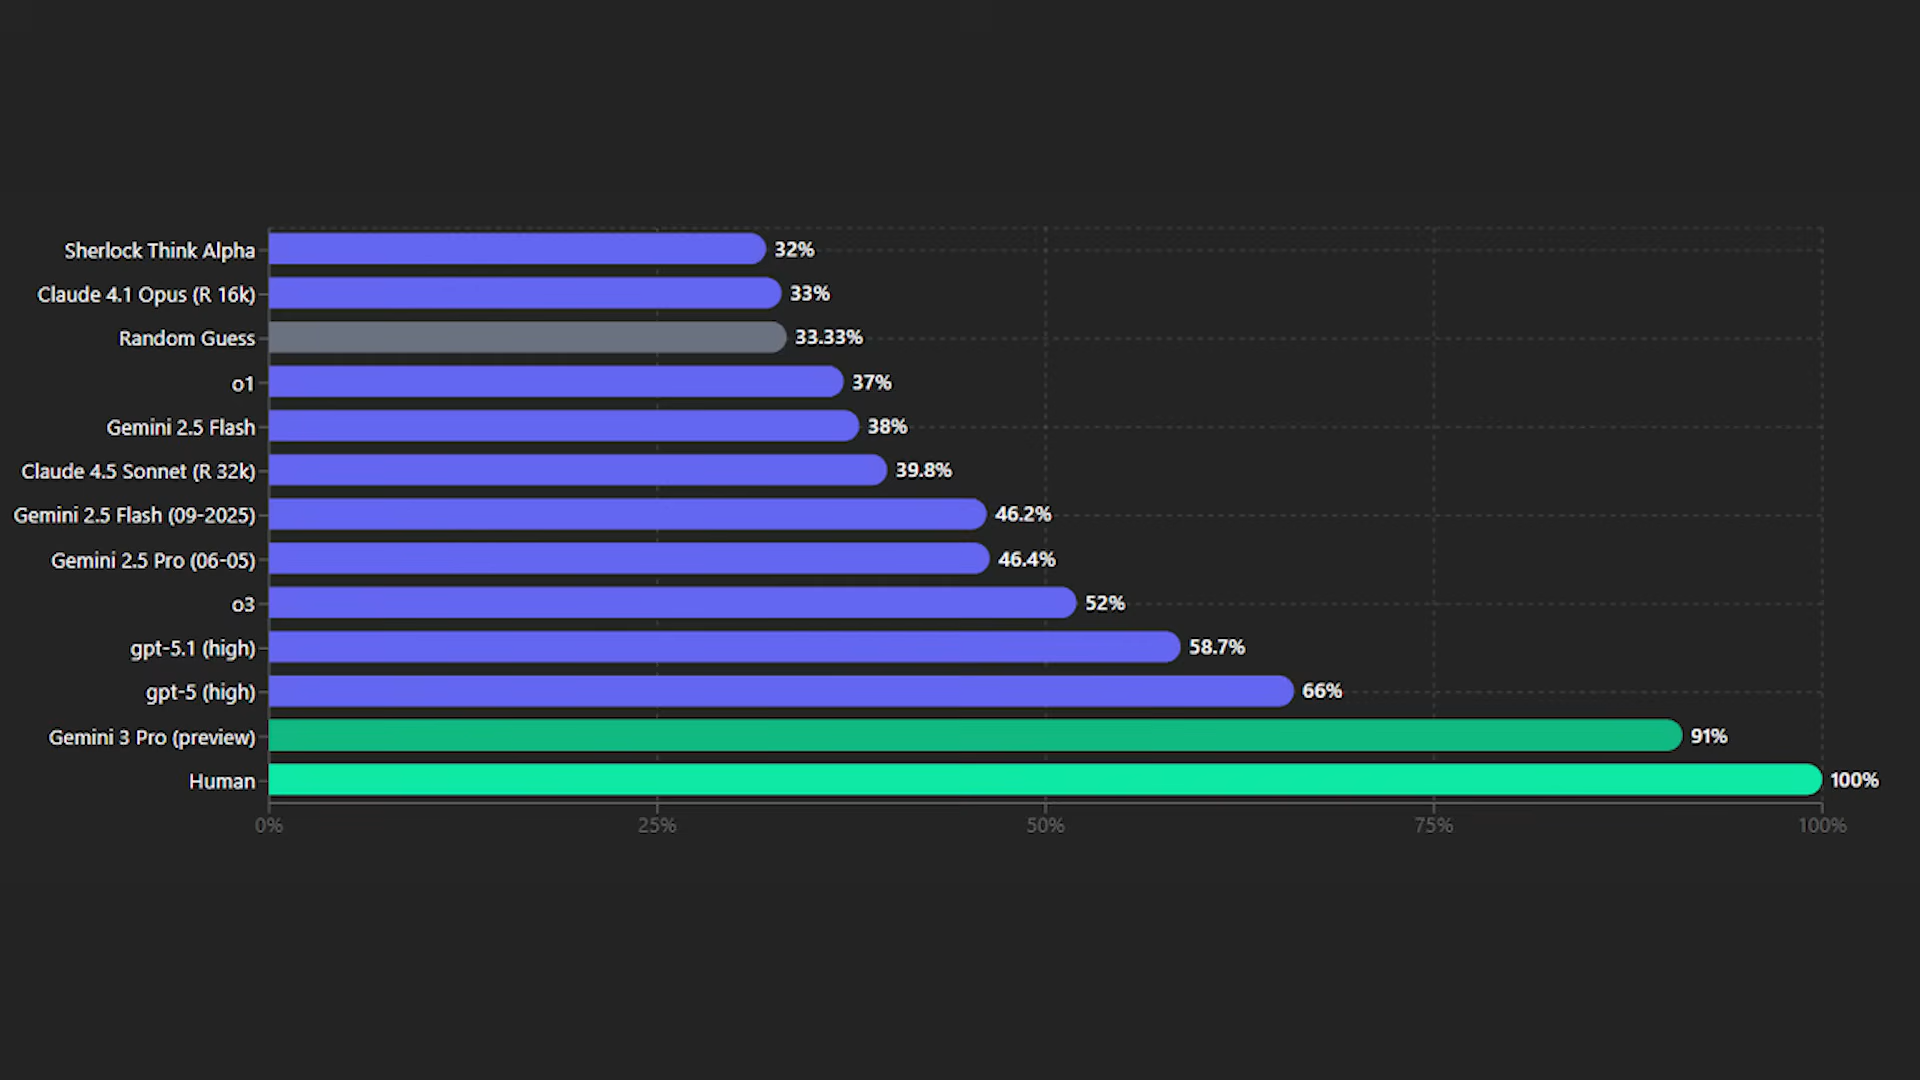 Sherlock Think Alpha 32%
Claude 4.1 Opus (R 16k) 33%
Random Guess 33.33%
o1 37%
Gemini 2.5 Flash 38%
Claude 4.5 Sonnet (R 32k) 39.8%
Gemini 2.5 Flash (09-2025) 46.2%
Gemini 2.5 Pro (06-05) 46.4%
o3 52%
gpt-5.1 (high) 58.7%
gpt-5 (high) 66%
Gemini 3 Pro (preview) 91%
Human 100%
0% 25% 50% 75% 100%